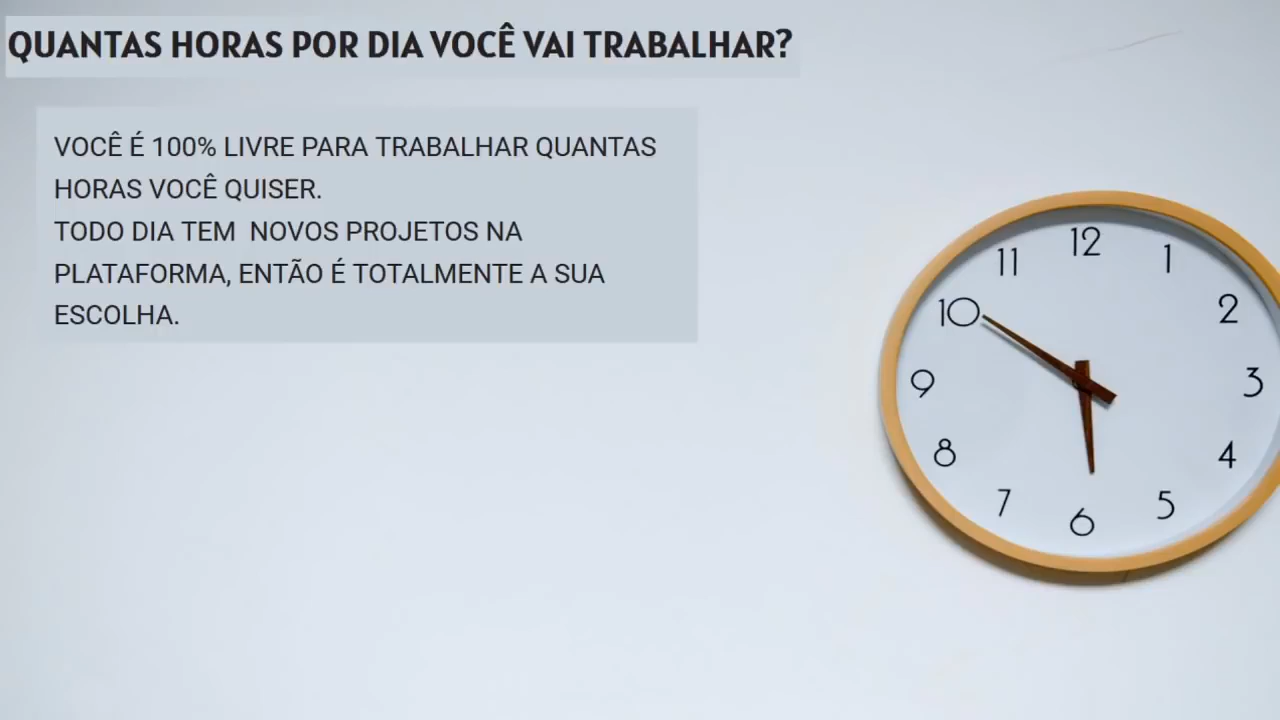 QUANTAS HORAS POR DIA VOCÊ VAI TRABALHAR?
VOCÊ É 100% LIVRE PARA TRABALHAR QUANTAS
HORAS VOCÊ QUISER.
TODO DIA TEM  NOVOS PROJETOS NA
PLATAFORMA, ENTÃO É TOTALMENTE A SUA
ESCOLHA.
12
11
1
10
2
9
3
8
4
7
5
6